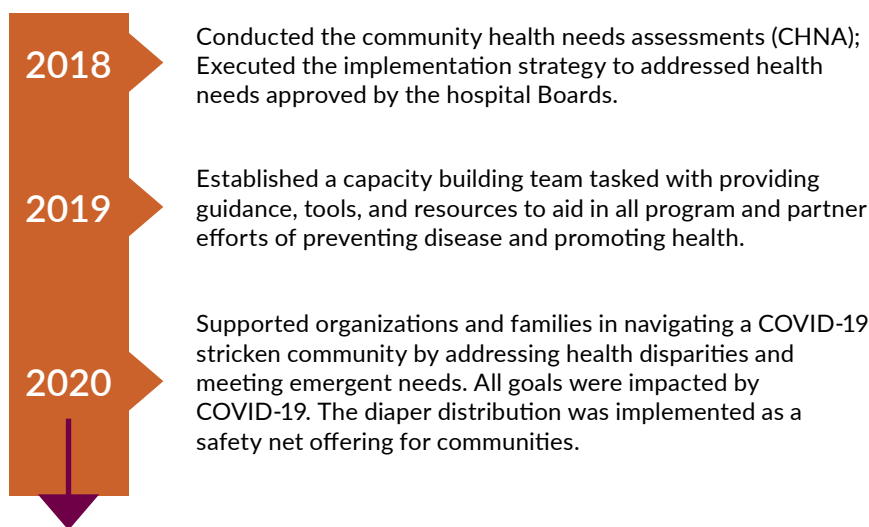 2018
Conducted the community health needs assessments (CHNA);
Executed the implementation strategy to addressed health
needs approved by the hospital Boards.
2019
Established a capacity building team tasked with providing
guidance, tools, and resources to aid in all program and partner
efforts of preventing disease and promoting health.
2020
Supported organizations and families in navigating a COVID-19
stricken community by addressing health disparities and
meeting emergent needs. All goals were impacted by
COVID-19. The diaper distribution was implemented as a
safety net offering for communities.